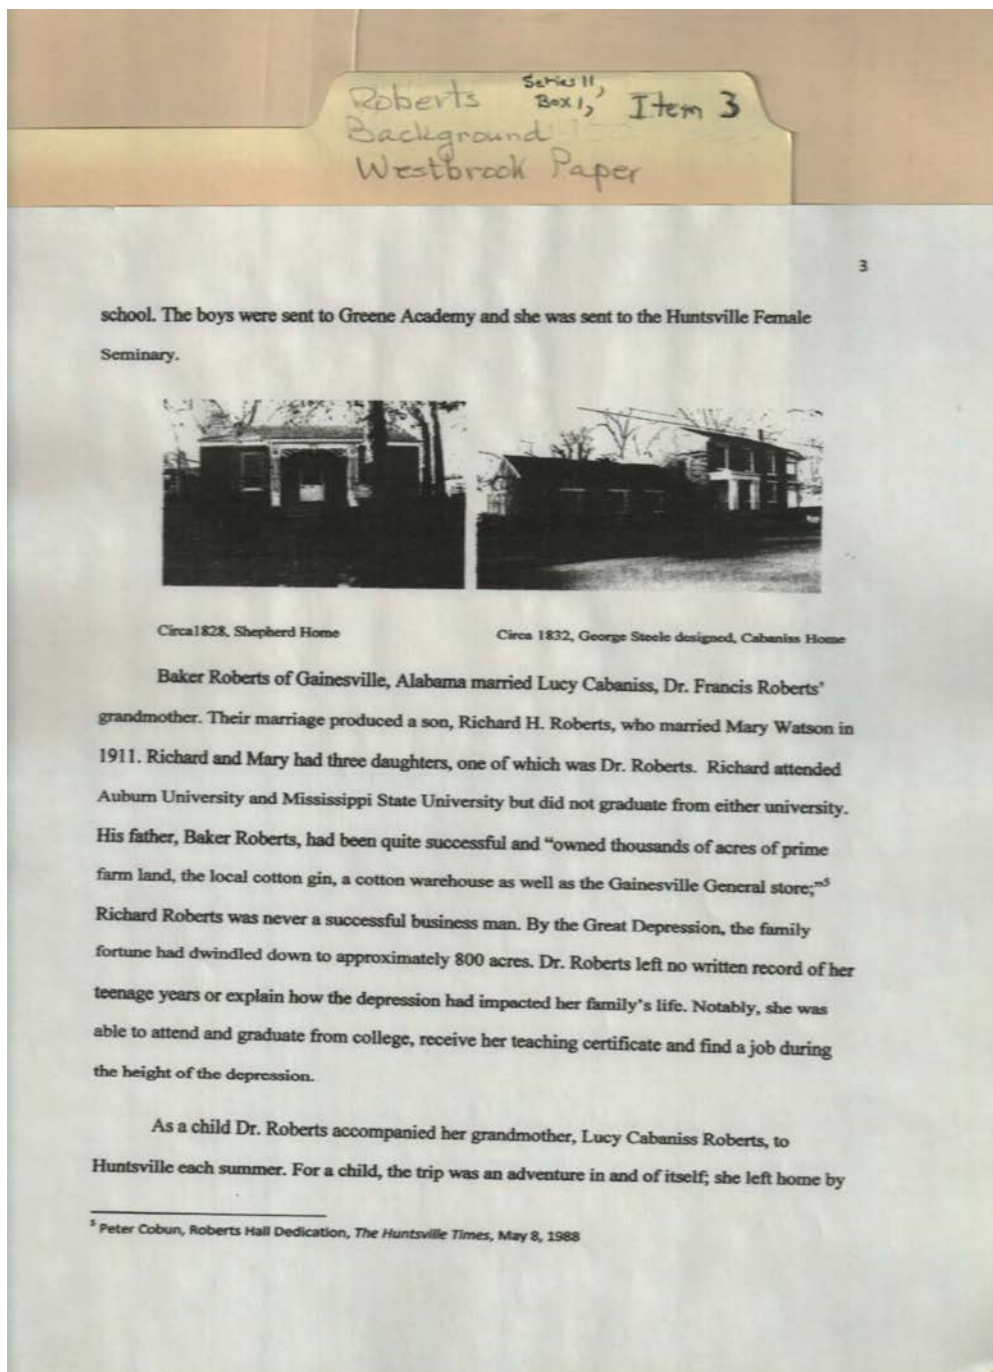 Roberts
Series 11,
Box 1,
Item 3
Background
Westbrook Paper
3
school. The boys were sent to Greene Academy and she was sent to the Huntsville Female
Seminary.
Circa1828, Shepherd Home
Circa 1832, George Steele designed, Cabaniss Home
Baker Roberts of Gainesville, Alabama married Lucy Cabaniss, Dr. Francis Roberts'
grandmother. Their marriage produced a son, Richard H. Roberts, who married Mary Watson in
1911. Richard and Mary had three daughters, one of which was Dr. Roberts. Richard attended
Auburn University and Mississippi State University but did not graduate from either university.
His father, Baker Roberts, had been quite successful and “owned thousands of acres of prime
farm land, the local cotton gin, a cotton warehouse as well as the Gainesville General store;”5
Richard Roberts was never a successful business man. By the Great Depression, the family
fortune had dwindled down to approximately 800 acres. Dr. Roberts left no written record of her
teenage years or explain how the depression had impacted her family's life. Notably, she was
able to attend and graduate from college, receive her teaching certificate and find a job during
the height of the depression.
As a child Dr. Roberts accompanied her grandmother, Lucy Cabaniss Roberts, to
Huntsville each summer. For a child, the trip was an adventure in and of itself; she left home by
5 Peter Cobun, Roberts Hall Dedication, The Huntsville Times, May 8, 1988